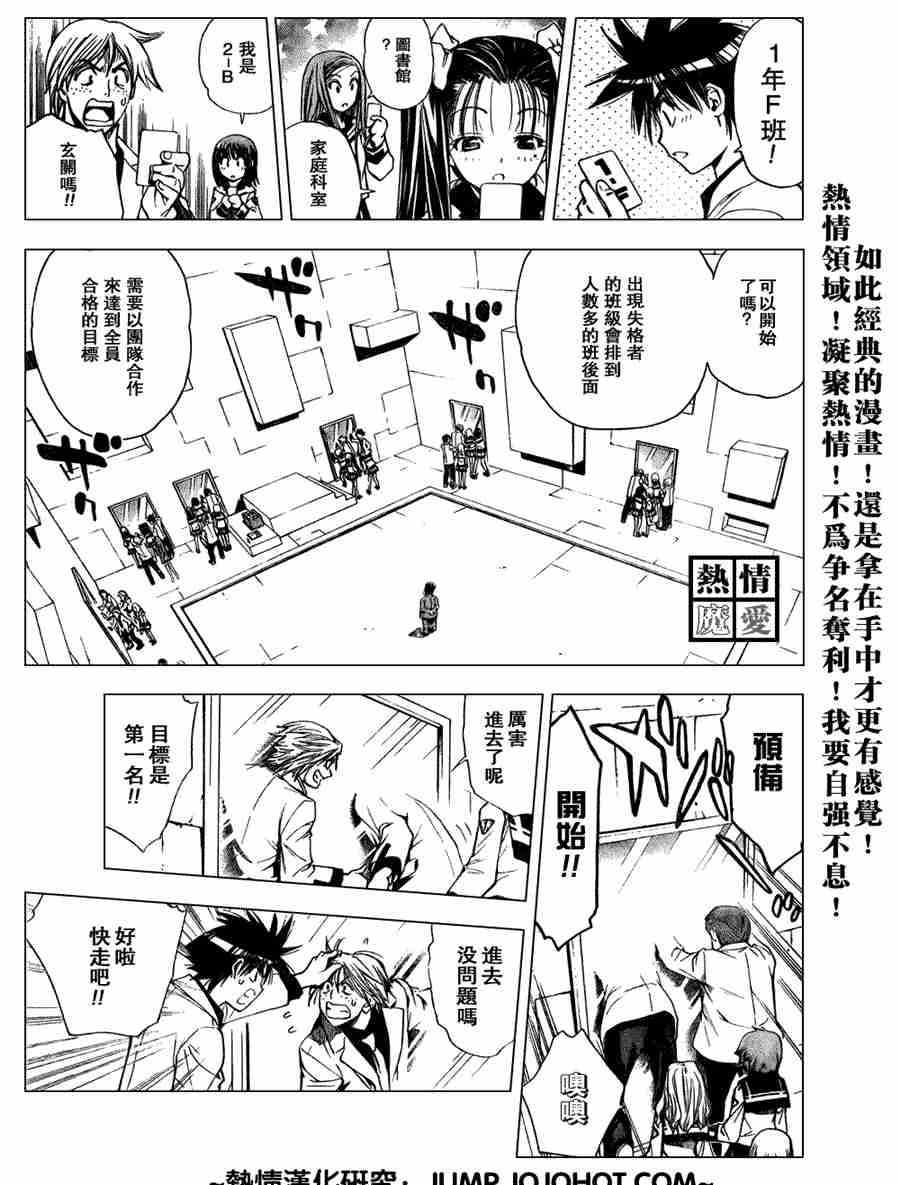 1年F班!
圖書館
?
家庭科室
我是
2-B
玄關嗎!!
可以開始
了嗎?
出現失格者
的班級會排到
人數多的班後面
需要以團隊合作
來達到全員
合格的目標
熱情
魔愛
預備
開始!!
噢噢
厲害
進去了呢
目標是
第一名!!
進去
沒問題嗎
好啦
快走吧!!
如此經典的漫畫!還是拿在手中才更有感覺!
熱情領域!凝聚熱情!不爲争名奪利!我要自强不息!
~熱情漢化研究: JUMP.JOJOHOT.COM~